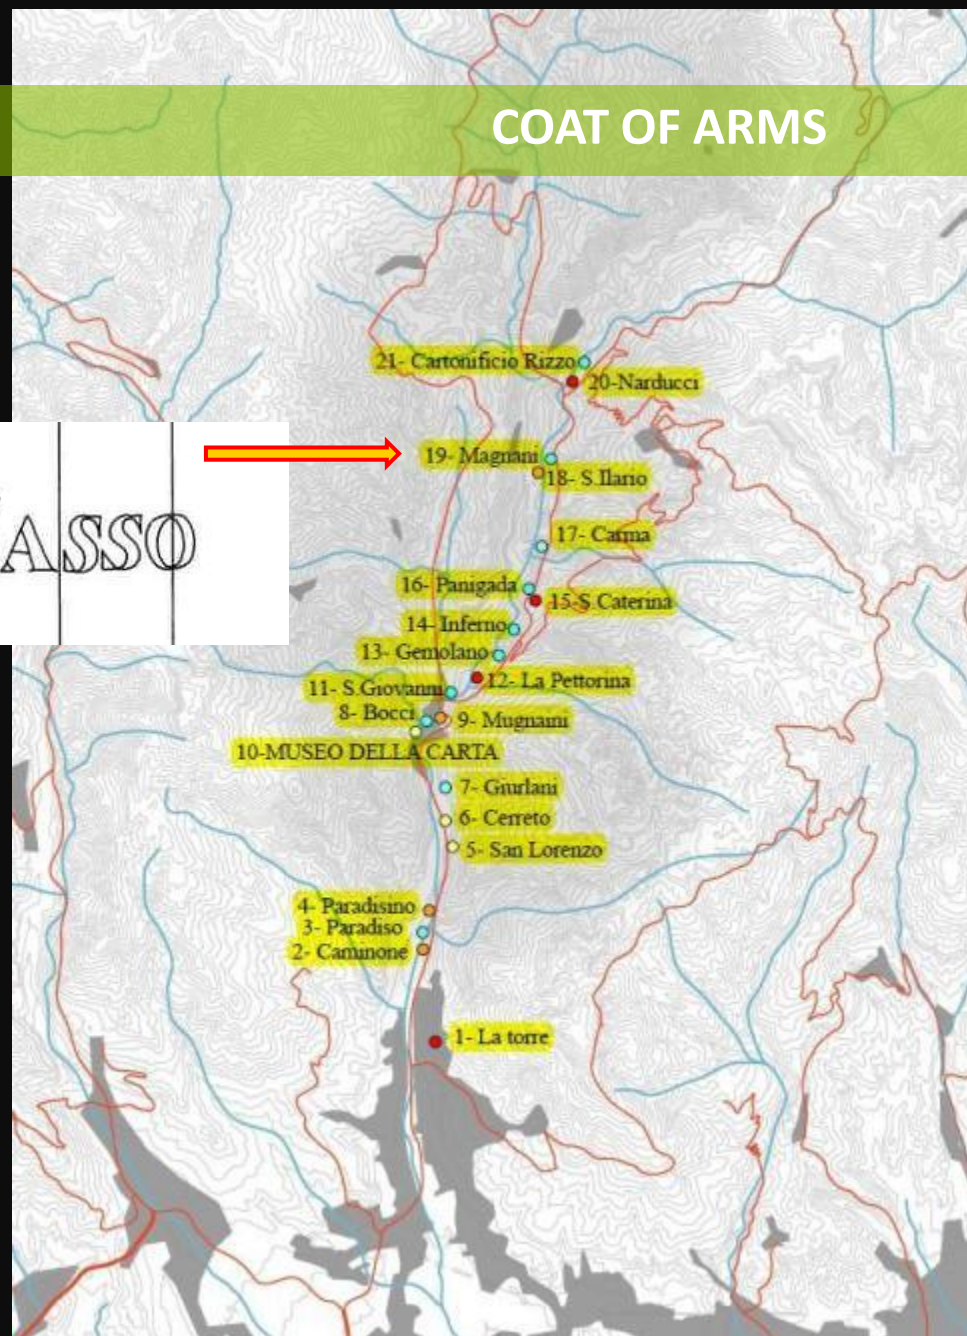 COAT OF ARMS
21- Cartonificio Rizzo
20-Narducci
19- Magnani
18- S.Ilario
ASSO
17- Carma
16- Panigada
15-S.Caterina
14- Inferno
13- Gemolano
12- La Pettorina
11- S.Giovanni
8- Bocci
9- Mugnaini
10-MUSEO DELLA CARTA
7- Giurlani
6- Cerreto
5- San Lorenzo
4- Paradisino
3- Paradiso
2- Caminone
1- La torre